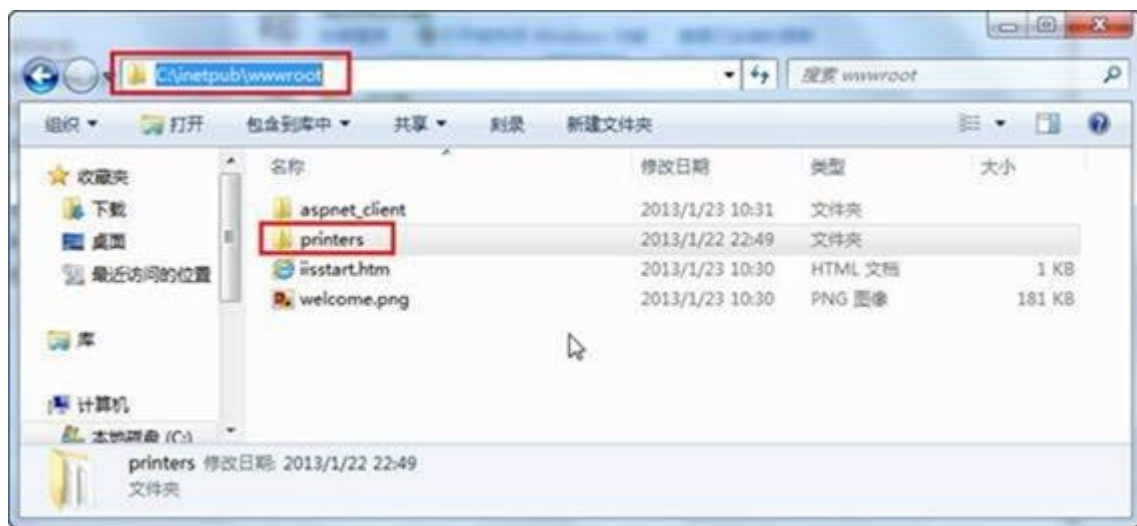 C:\inetpub\wwwroot
搜索 wwwroot
组织 打开 包含到库中 共享 刻录 新建文件夹
收藏夹
下载
桌面
最近访问的位置
库
计算机
本地磁盘 (C:)
名称 修改日期 类型 大小
aspnet_client 2013/1/23 10:31 文件夹
printers 2013/1/22 22:49 文件夹
iisstart.htm 2013/1/23 10:30 HTML 文档 1 KB
welcome.png 2013/1/23 10:30 PNG 图像 181 KB
printers 修改日期: 2013/1/22 22:49
文件夹